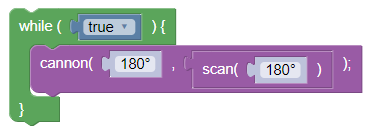 while ( true ) {
cannon( 180° , scan( 180° ) );
}